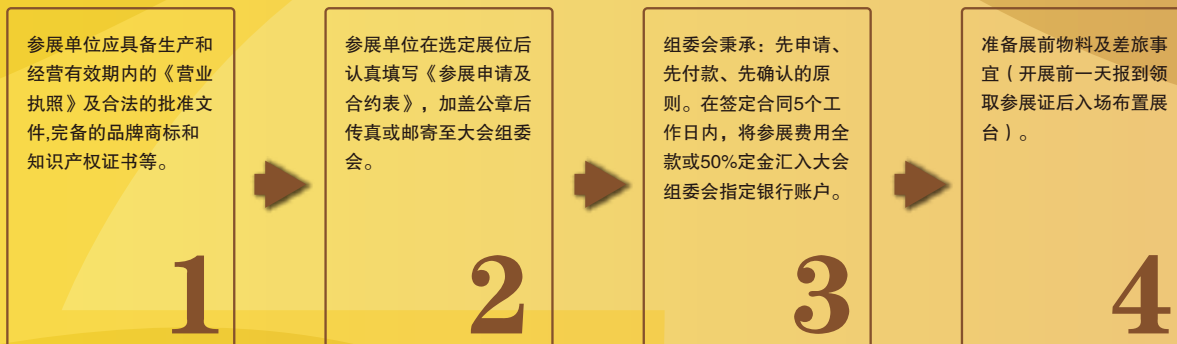 参展单位应具备生产和
经营有效期内的《营业
执照》及合法的批准文
件,完备的品牌商标和
知识产权证书等。
1
参展单位在选定展位后
认真填写《参展申请及
合约表》，加盖公章后
传真或邮寄至大会组委
会。
2
组委会秉承：先申请、
先付款、先确认的原
则。在签定合同5个工
作日内，将参展费用全
款或50%定金汇入大会
组委会指定银行账户。
3
准备展前物料及差旅事
宜（开展前一天报到领
取参展证后入场布置展
台）。
4